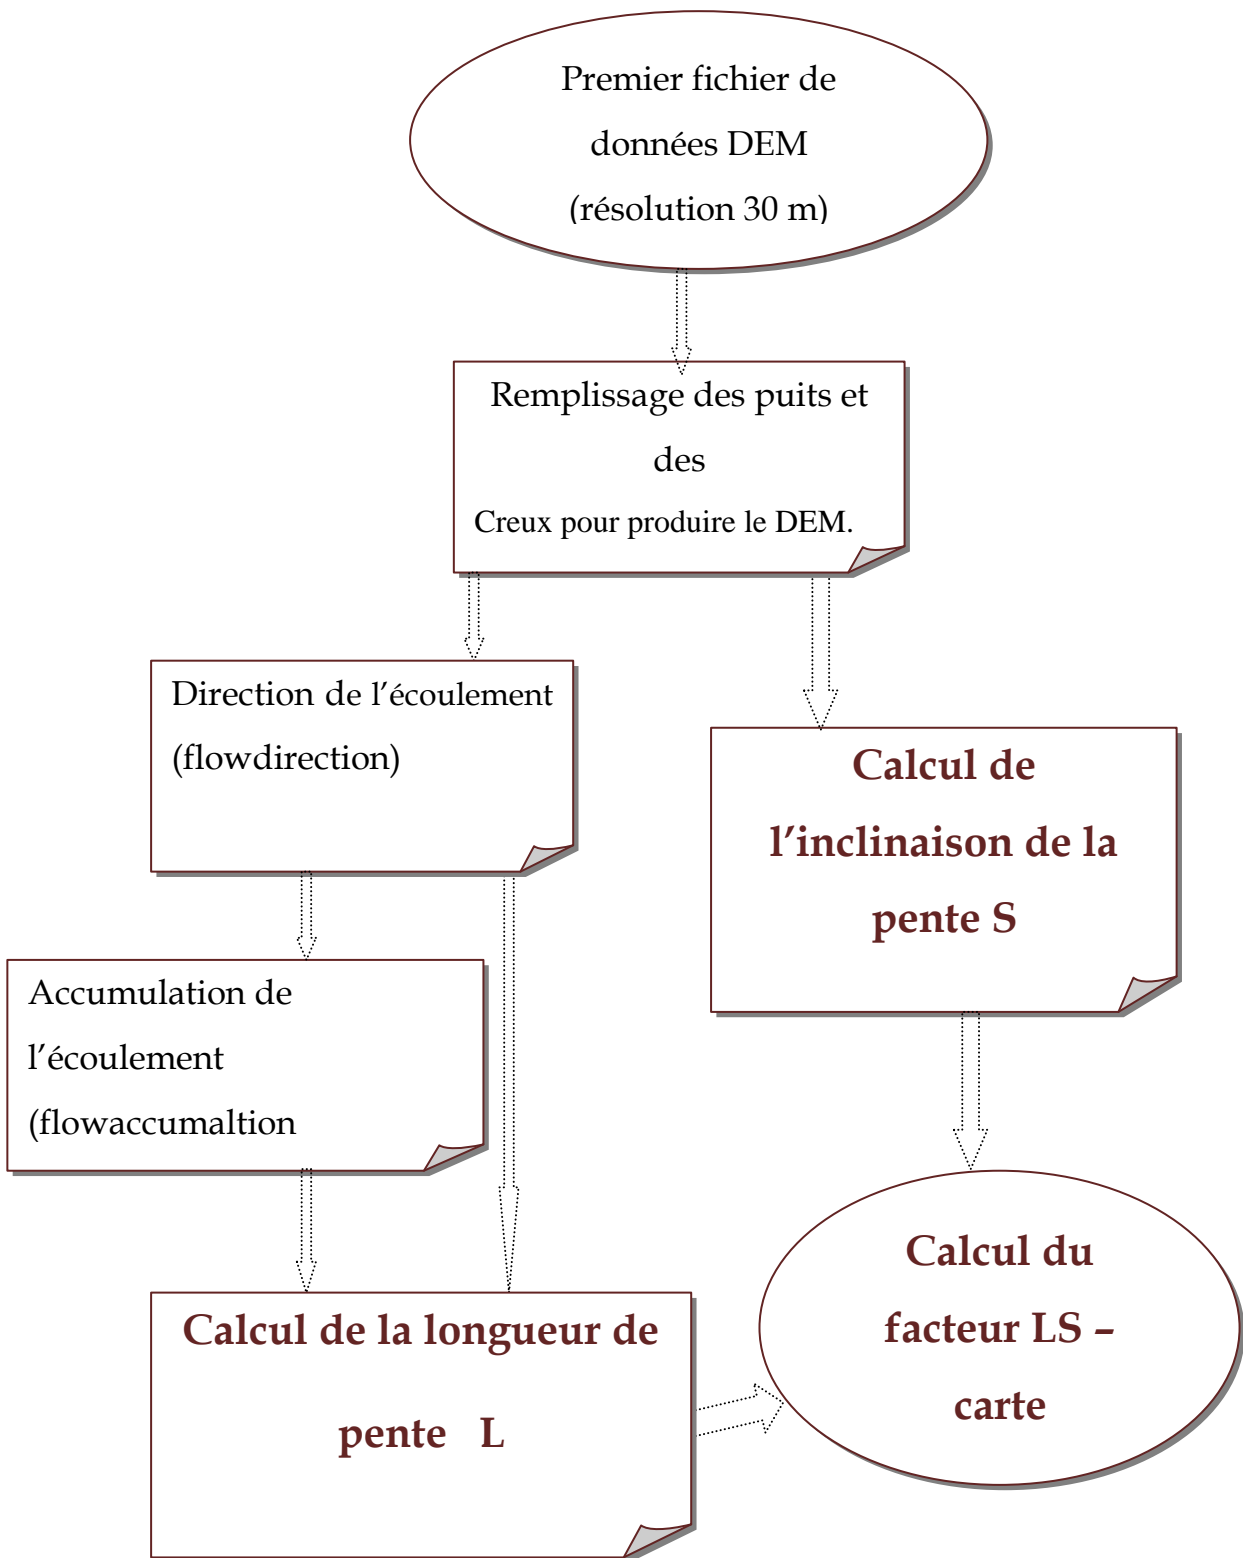 Premier fichier de
données DEM
(résolution 30 m)
Remplissage des puits et
des
Creux pour produire le DEM.
Direction de l’écoulement
(flowdirection)
Calcul de
l’inclinaison de la
pente S
Accumulation de
l’écoulement
(flowaccumaltion
Calcul de la longueur de
pente L
Calcul du
facteur LS –
carte